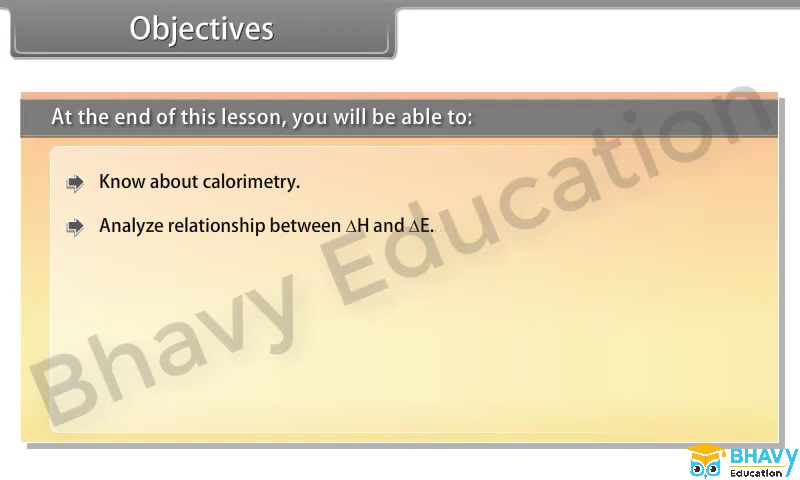 Objectives
At the end of this lesson, you will be able to:
Know about calorimetry.
Analyze relationship between ∆H and ∆E.
Bhavy Education
BHAVY
Education